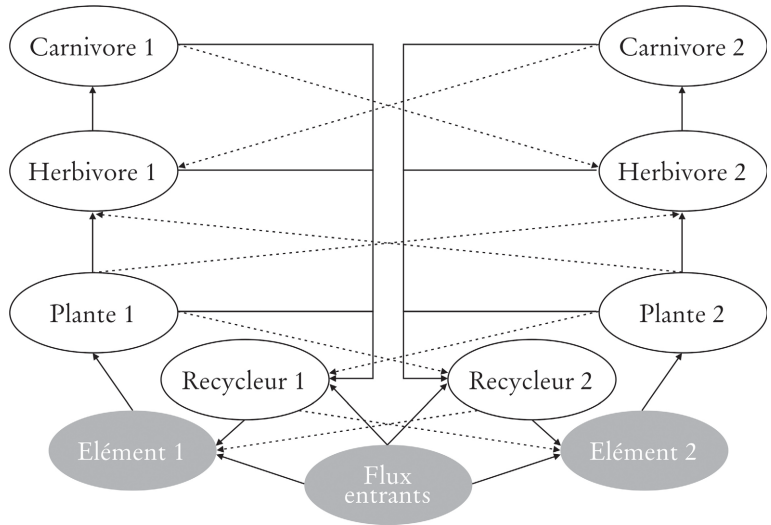 Carnivore 1
Carnivore 2
Herbivore 1
Herbivore 2
Plante 1
Plante 2
Recycleur 1
Recycleur 2
Elément 1
Elément 2
Flux
entrants